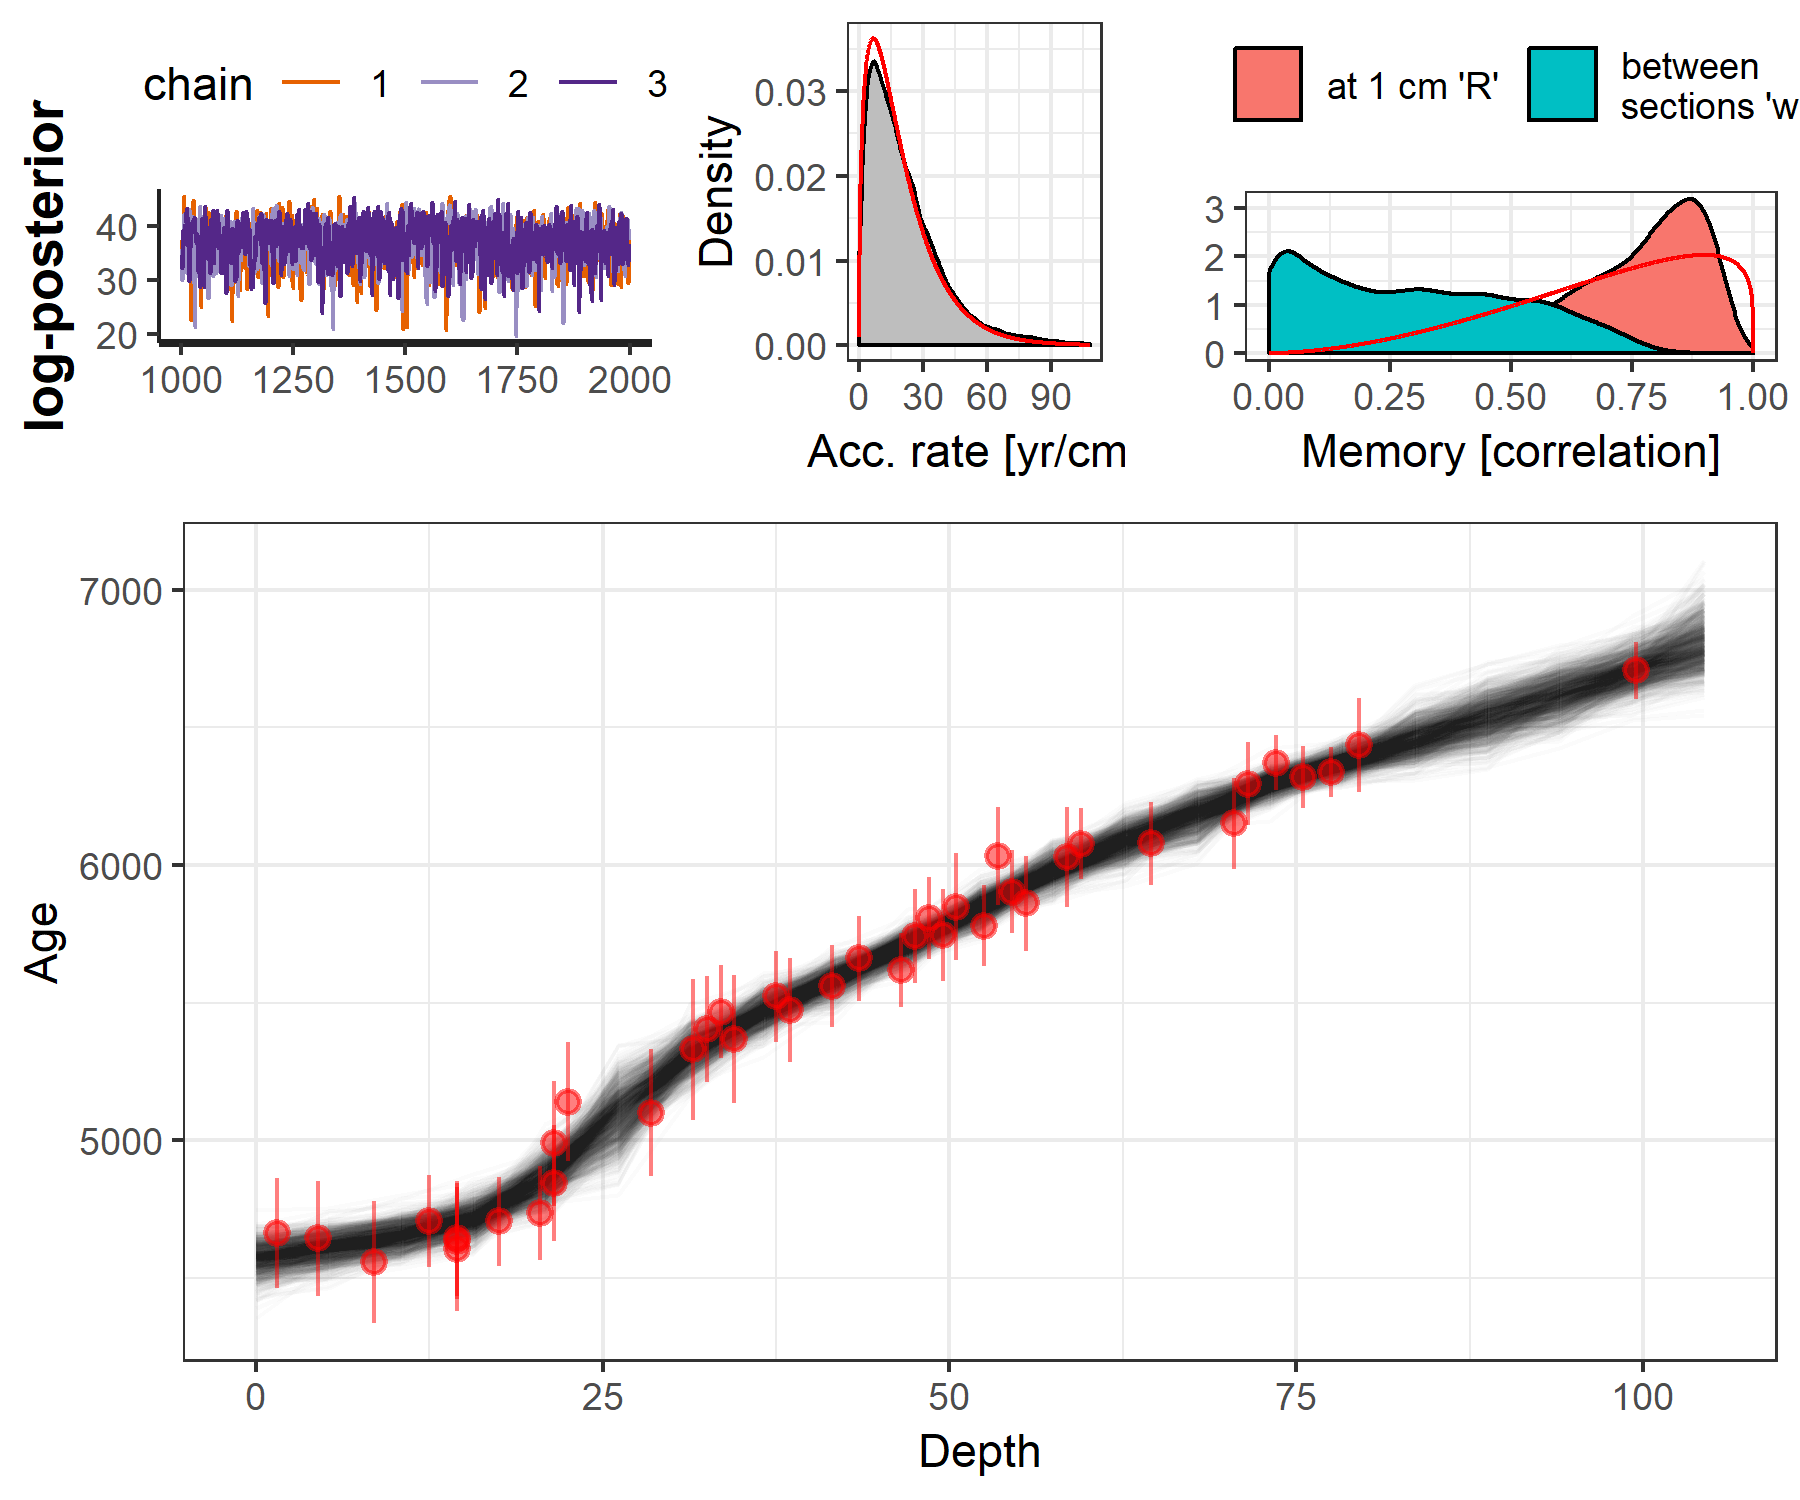 chain 1 2 3
log-posterior
40
30
20
1000 1250 1500 1750 2000
Density
0.03
0.02
0.01
0.00
0 30 60 90
Acc. rate [yr/cm
at 1 cm 'R'
between
sections 'w
3
2
1
0
0.00 0.25 0.50 0.75 1.00
Memory [correlation]
Age
7000
6000
5000
0 25 50 75 100
Depth